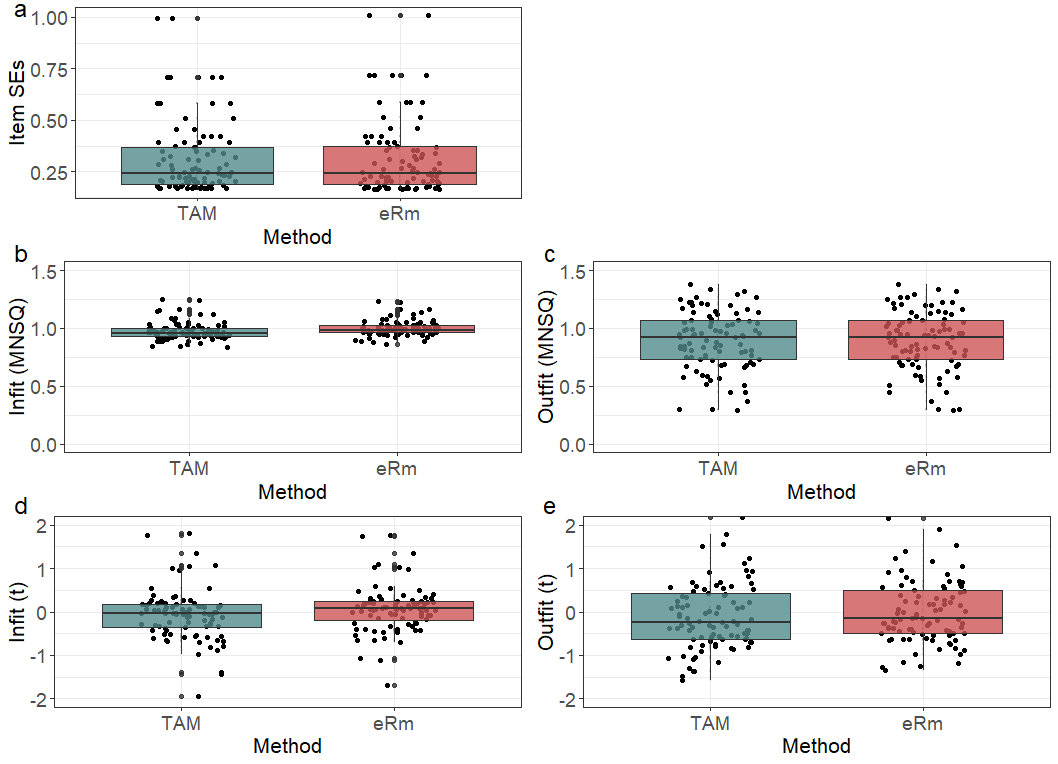 a
1.00
0.75
0.50
0.25
Item SEs
TAM eRm
Method
b
1.5
1.0
0.5
0.0
Infit (MNSQ)
TAM eRm
Method
c
1.5
1.0
0.5
0.0
Outfit (MNSQ)
TAM eRm
Method
d
2
1
0
-1
-2
Infit (t)
TAM eRm
Method
e
2
1
0
-1
-2
Outfit (t)
TAM eRm
Method